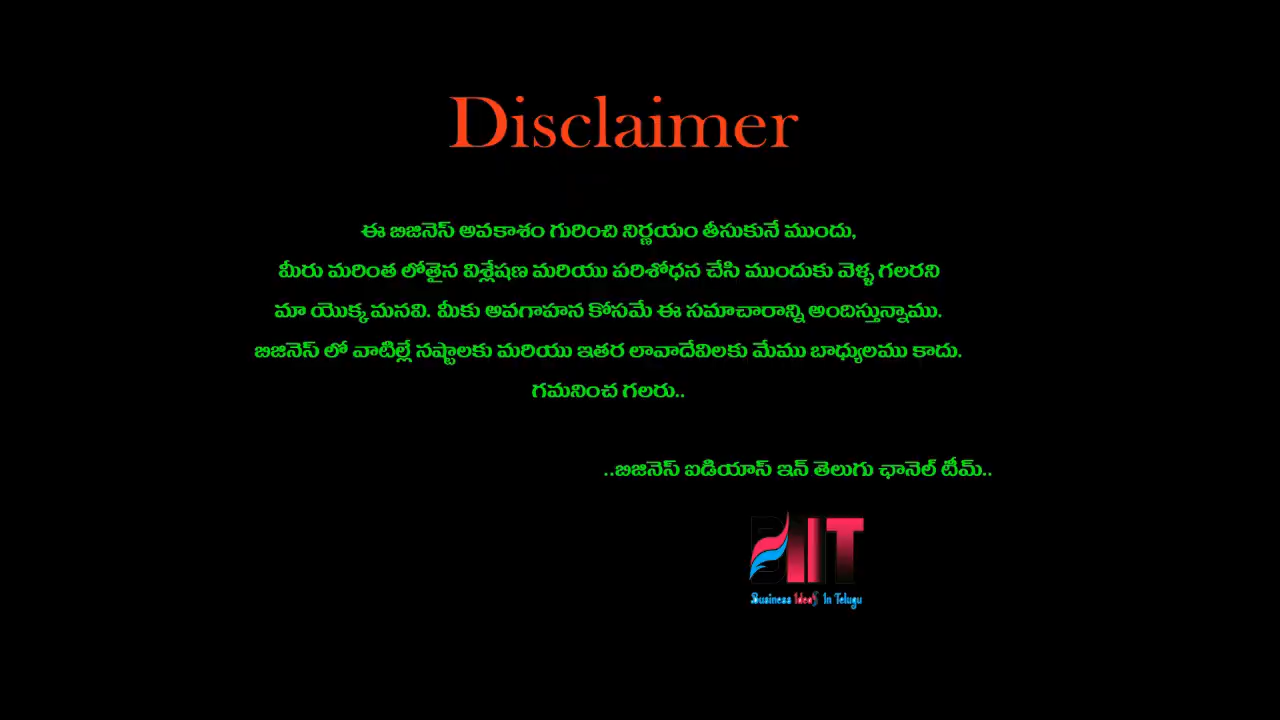 Disclaimer
ఈ బిజినెస్ అవకాశం గురించి నిర్ణయం తీసుకునే ముందు,
మీరు మరింత లోతైన విశ్లేషణ మరియు పరిశోధన చేసి ముందుకు వెళ్ళ గలరని
మా యొక్క మనవి. మీకు అవగాహన కోసమే ఈ సమాచారాన్ని అందిస్తున్నాము.
బిజినెస్ లో వాటిల్లే నష్టాలకు మరియు ఇతర లావాదేవిలకు మేము బాధ్యులము కాదు.
గమనించ గలరు..
..బిజినెస్ ఐడియాస్ ఇన్ తెలుగు ఛానెల్ టీమ్..
BIIT
Business Ideas In Telugu